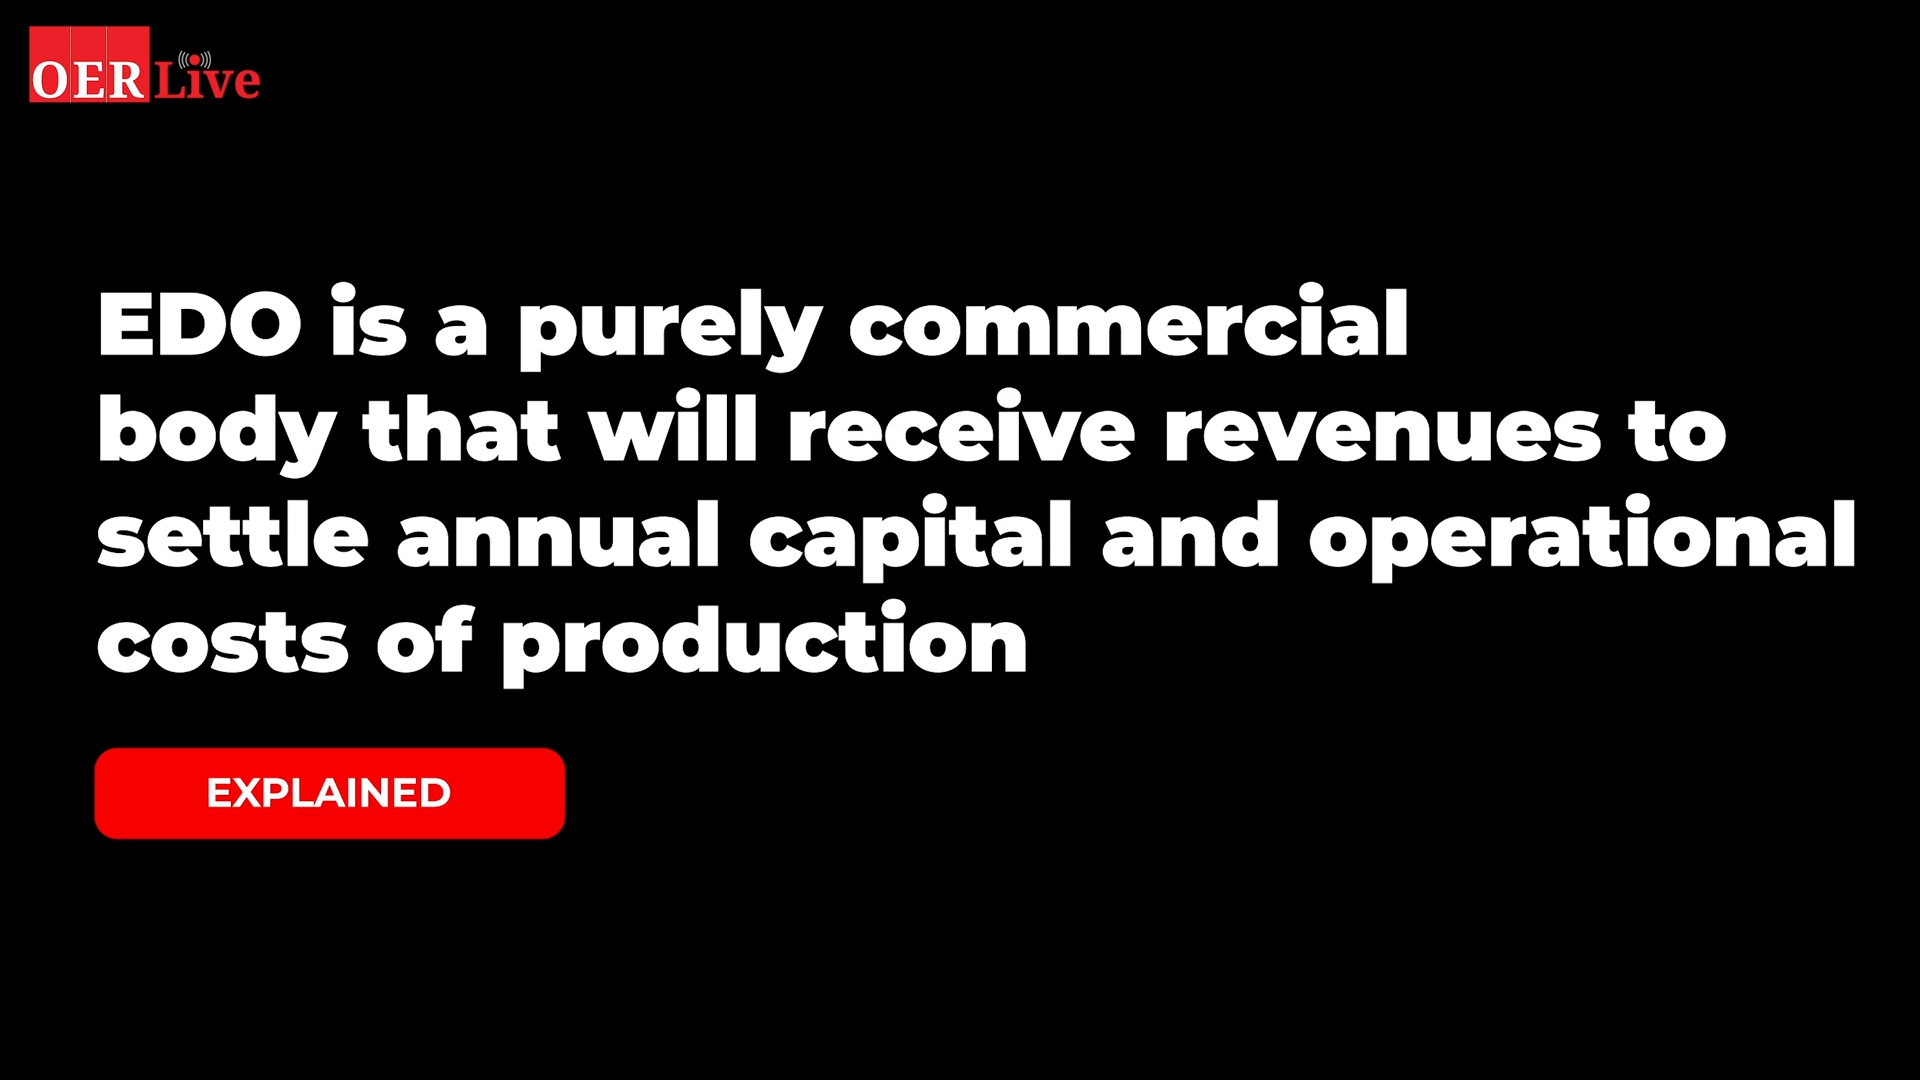 OER Live
EDO is a purely commercial
body that will receive revenues to
settle annual capital and operational
costs of production
EXPLAINED